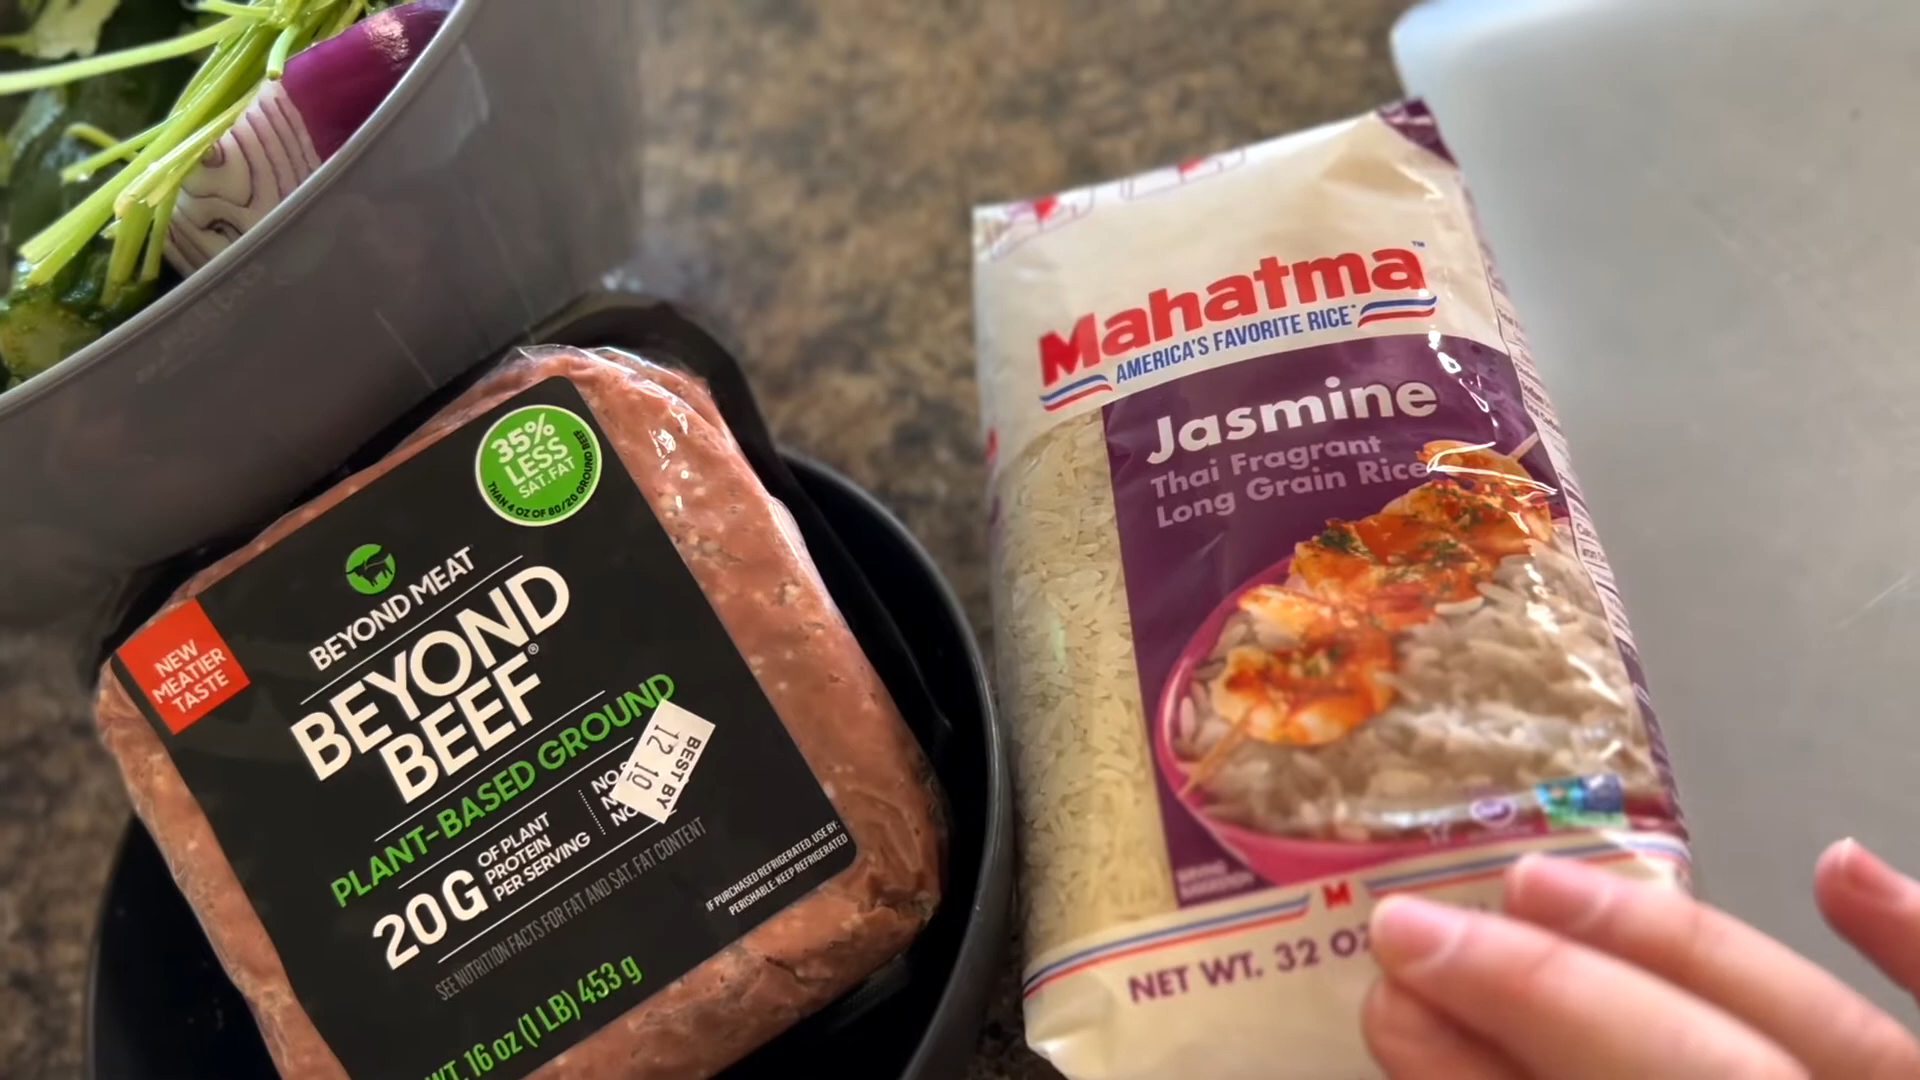 35%
LESS
SAT. FAT
THAN 4 OZ OF 80/20 GROUND BEEF
BEYOND MEAT
NEW
MEATIER
TASTE
BEYOND
BEEF®
PLANT-BASED GROUND
20G
OF PLANT
PROTEIN
PER SERVING
NO
NO
BEST BY
12 10
SEE NUTRITION FACTS FOR FAT AND SAT. FAT CONTENT
IF PURCHASED REFRIGERATED, USE BY:
PERISHABLE: KEEP REFRIGERATED
WT. 16 oz (1 LB) 453 g
Mahatma™
AMERICA'S FAVORITE RICE
Jasmine
Thai Fragrant
Long Grain Rice
M
NET WT. 32 OZ